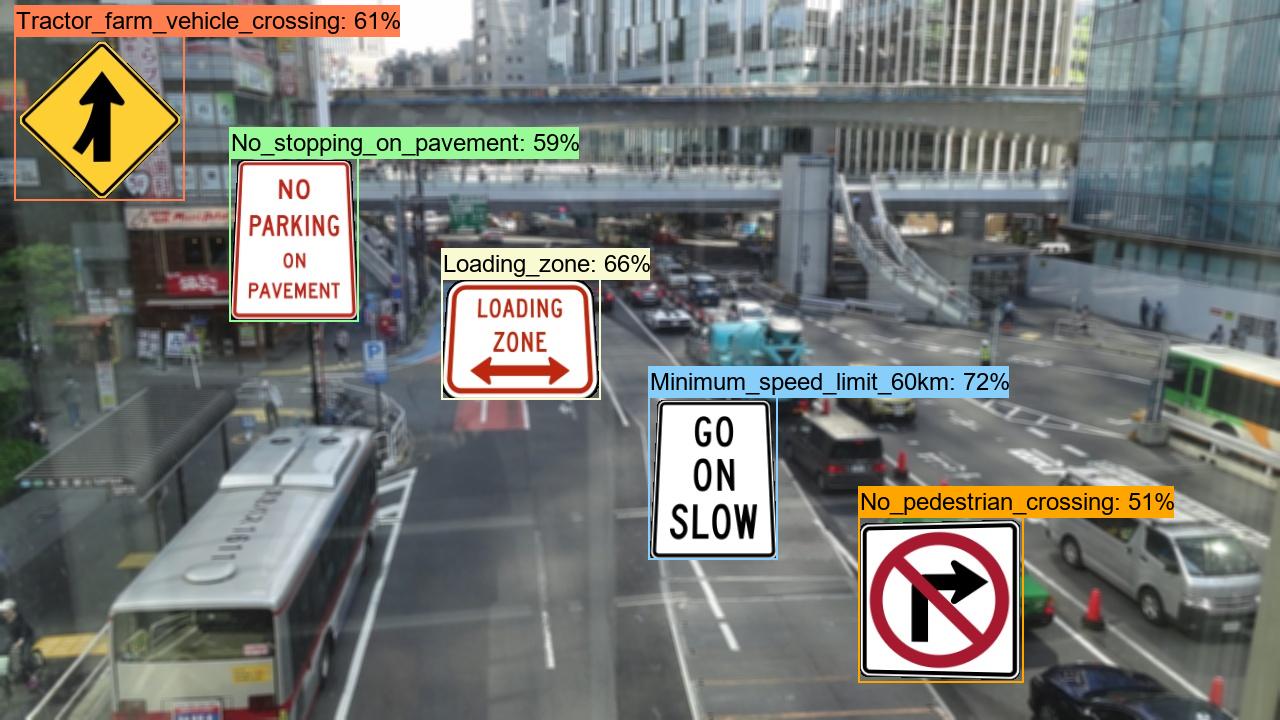 Tractor_farm_vehicle_crossing: 61%
No_stopping_on_pavement: 59%
NO
PARKING
ON
PAVEMENT
Loading_zone: 66%
LOADING
ZONE
Minimum_speed_limit_60km: 72%
GO
ON
SLOW
No_pedestrian_crossing: 51%
P